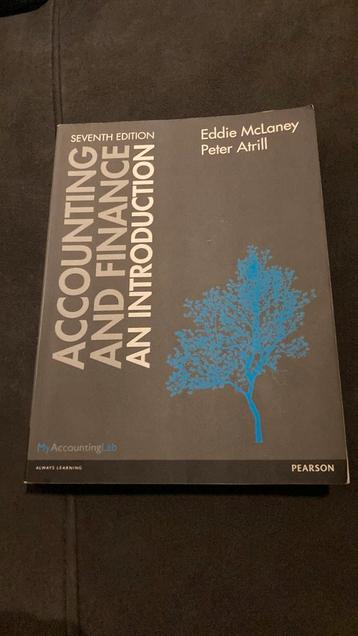 SEVENTH EDITION
ACCOUNTING
AND FINANCE
AN INTRODUCTION
Eddie McLaney
Peter Atrill
MyAccountingLab
ALWAYS LEARNING
PEARSON